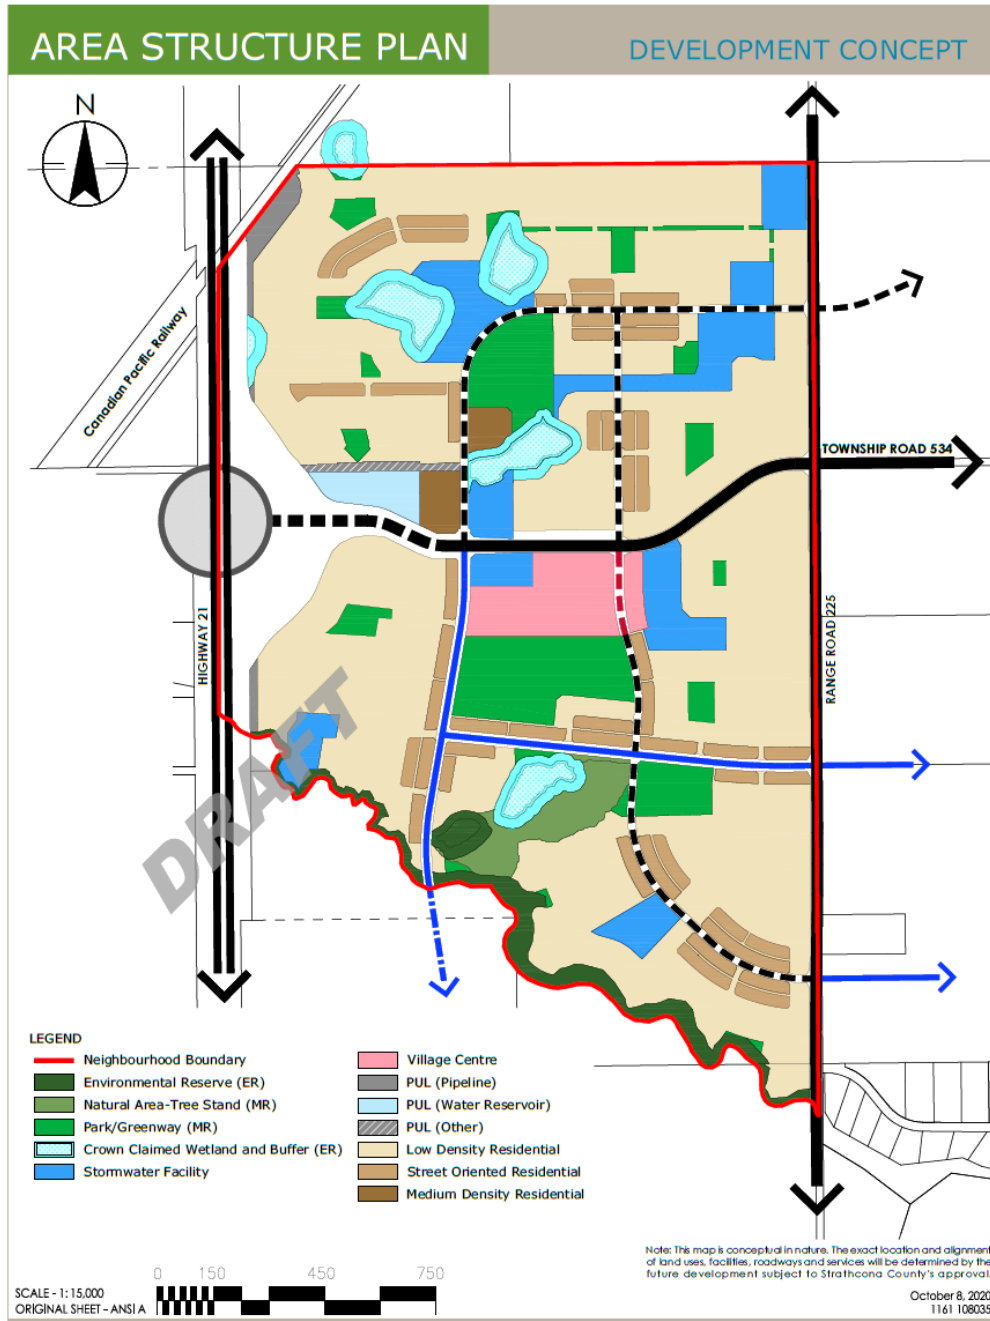 AREA STRUCTURE PLAN
DEVELOPMENT CONCEPT
N
Canadian Pacific Railway
TOWNSHIP ROAD 534
HIGHWAY 21
RANGE ROAD 225
DRAFT
LEGEND
Neighbourhood Boundary
Environmental Reserve (ER)
Natural Area-Tree Stand (MR)
Park/Greenway (MR)
Crown Claimed Wetland and Buffer (ER)
Stormwater Facility
Village Centre
PUL (Pipeline)
PUL (Water Reservoir)
PUL (Other)
Low Density Residential
Street Oriented Residential
Medium Density Residential
0 150 450 750
SCALE - 1: 15,000
ORIGINAL SHEET - ANSI A
Note: This map is conceptual in nature. The exact location and alignment
of land uses, facilities, roadways and services will be determined by the
future development subject to Strathcona County's approval.
October 8, 2020
1161 108035